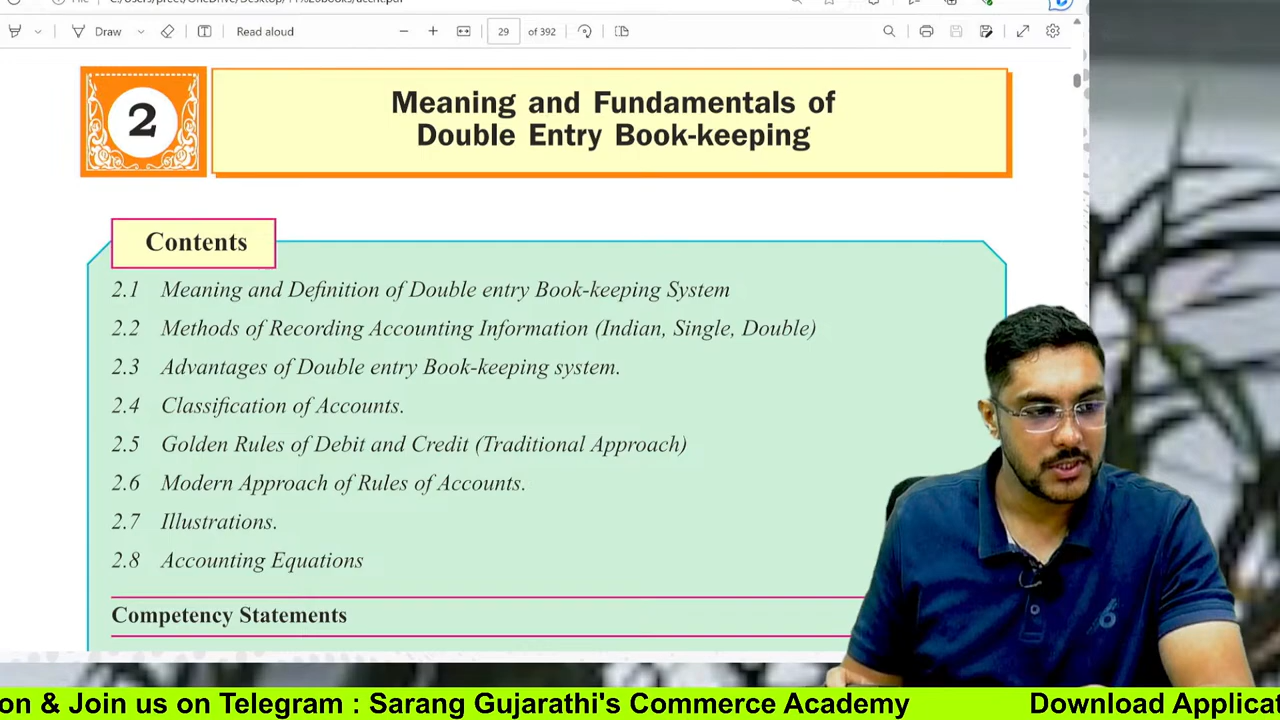 Draw
Read aloud
29
of 392
2
Meaning and Fundamentals of
Double Entry Book-keeping
Contents
2.1 Meaning and Definition of Double entry Book-keeping System
2.2 Methods of Recording Accounting Information (Indian, Single, Double)
2.3 Advantages of Double entry Book-keeping system.
2.4 Classification of Accounts.
2.5 Golden Rules of Debit and Credit (Traditional Approach)
2.6 Modern Approach of Rules of Accounts.
2.7 Illustrations.
2.8 Accounting Equations
Competency Statements
on & Join us on Telegram : Sarang Gujarathi's Commerce Academy
Download Applica